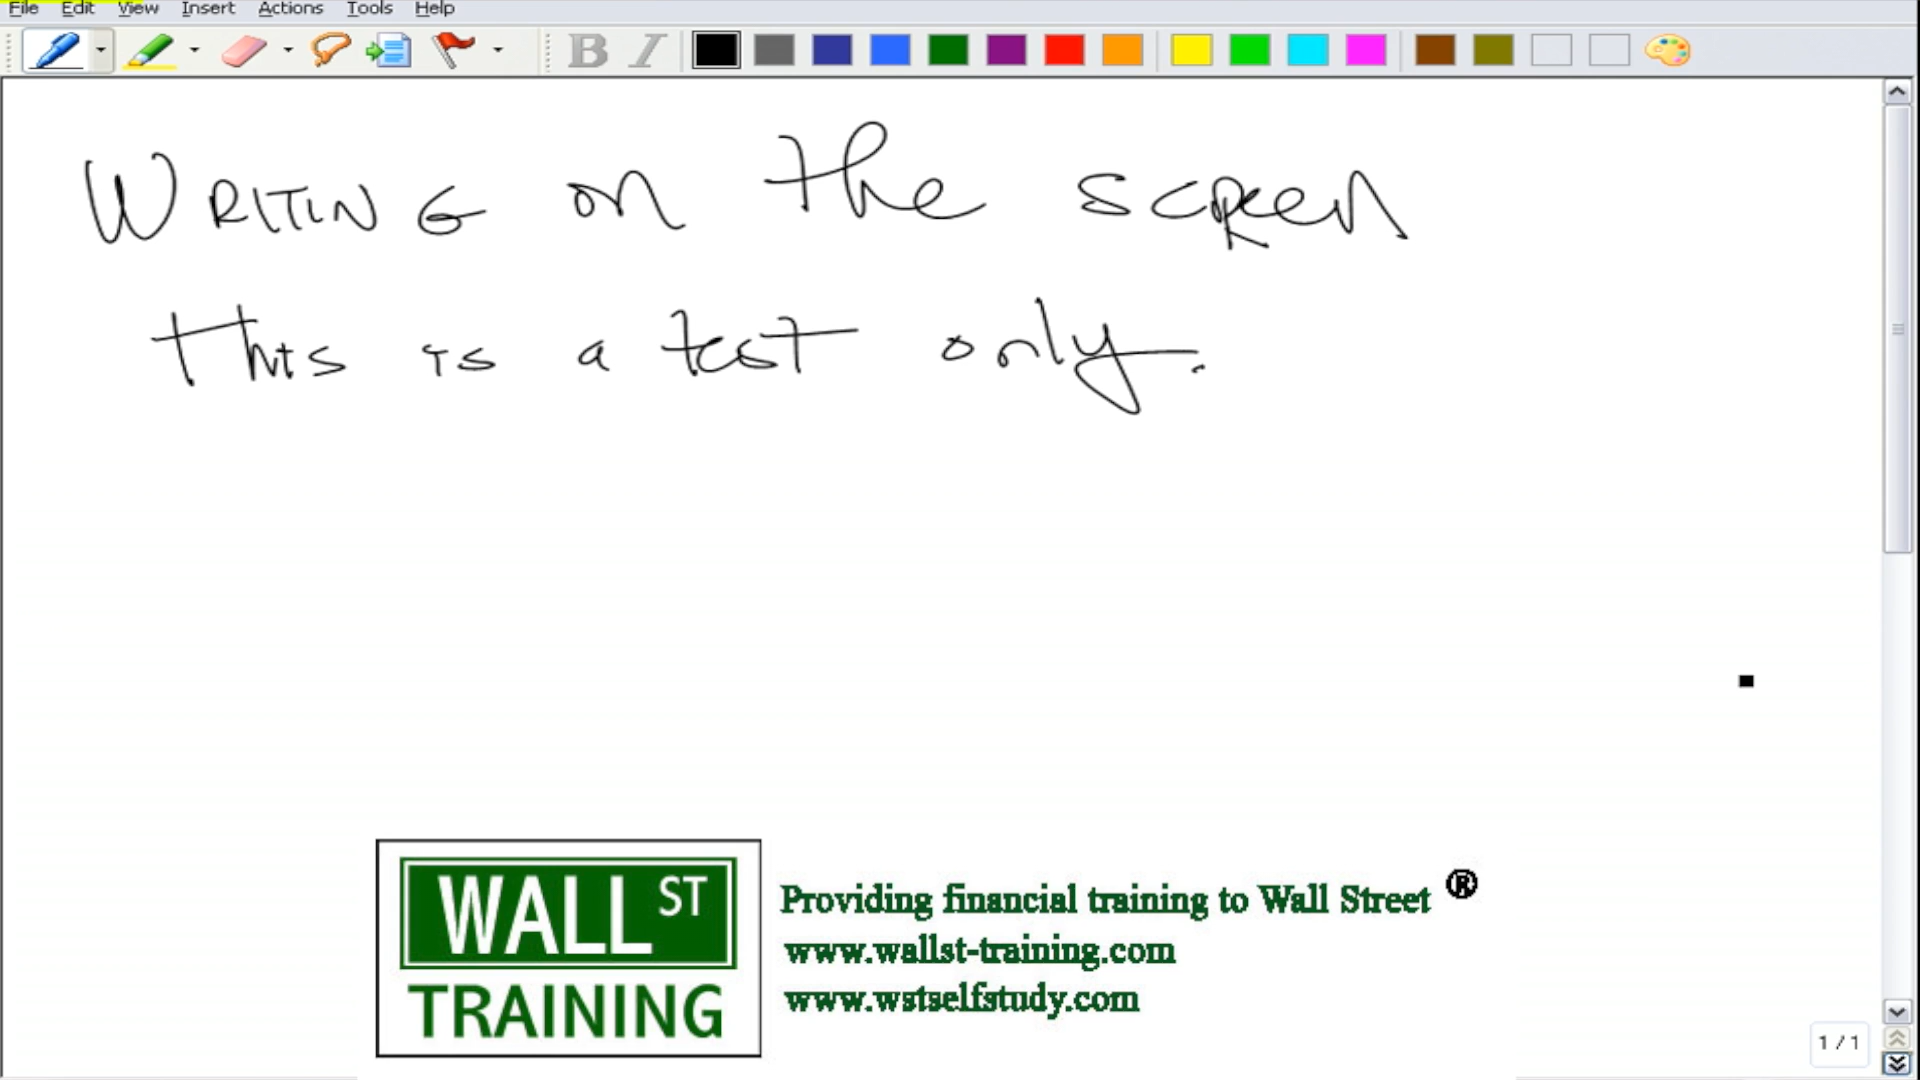 File Edit View Insert Actions Tools Help
B I
WRITING on the screen
this is a test only.
WALL ST
TRAINING
Providing financial training to Wall Street ®
www.wallst-training.com
www.wstselfstudy.com
1 / 1